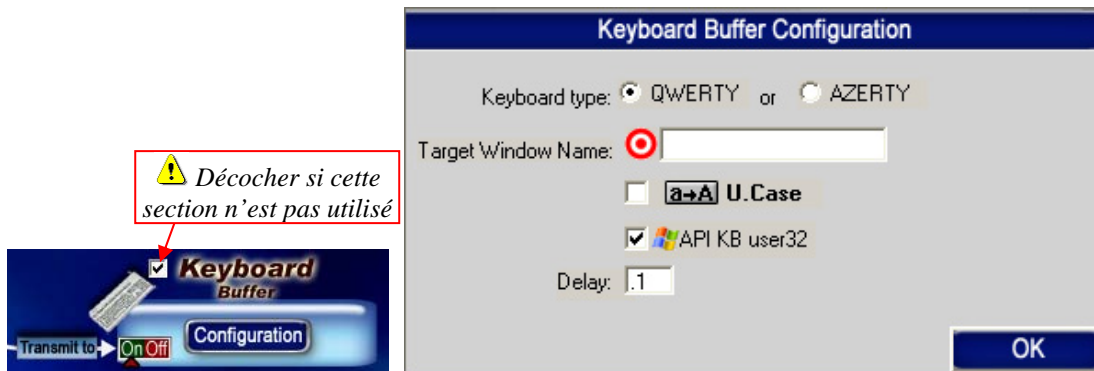 Décocher si cette
section n'est pas utilisé
Keyboard
Buffer
Configuration
Transmit to
On Off
Keyboard Buffer Configuration
Keyboard type: QWERTY or AZERTY
Target Window Name:
a→A U.Case
API KB user32
Delay: .1
OK